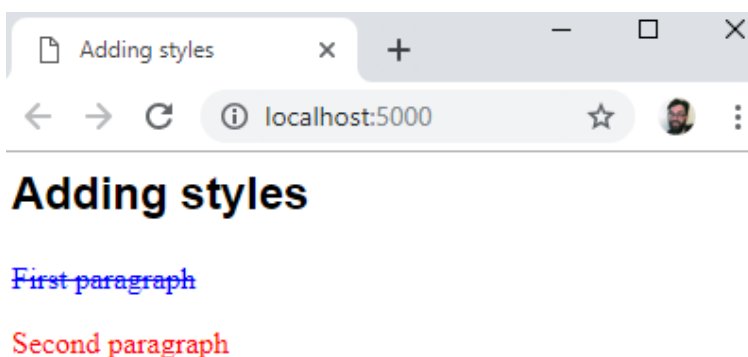 Adding styles
localhost:5000
Adding styles
First paragraph
Second paragraph